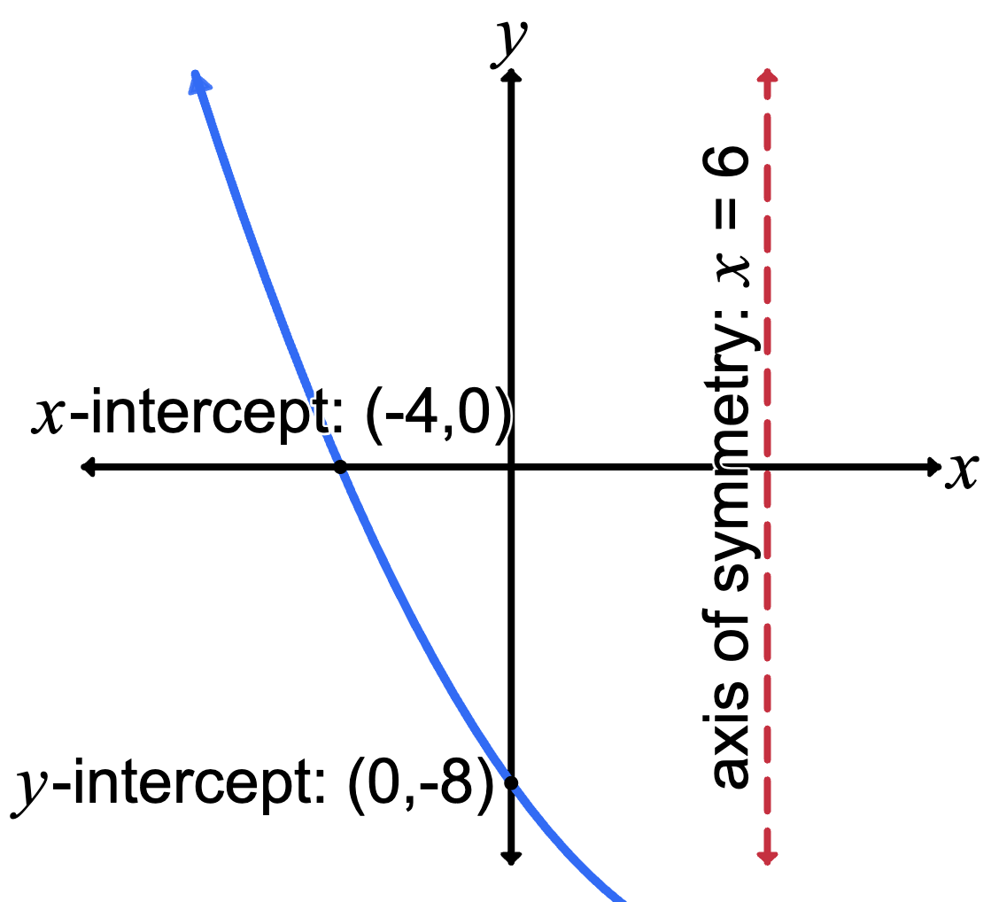 y
axis of symmetry: x = 6
x-intercept: (-4,0)
x
y-intercept: (0,-8)